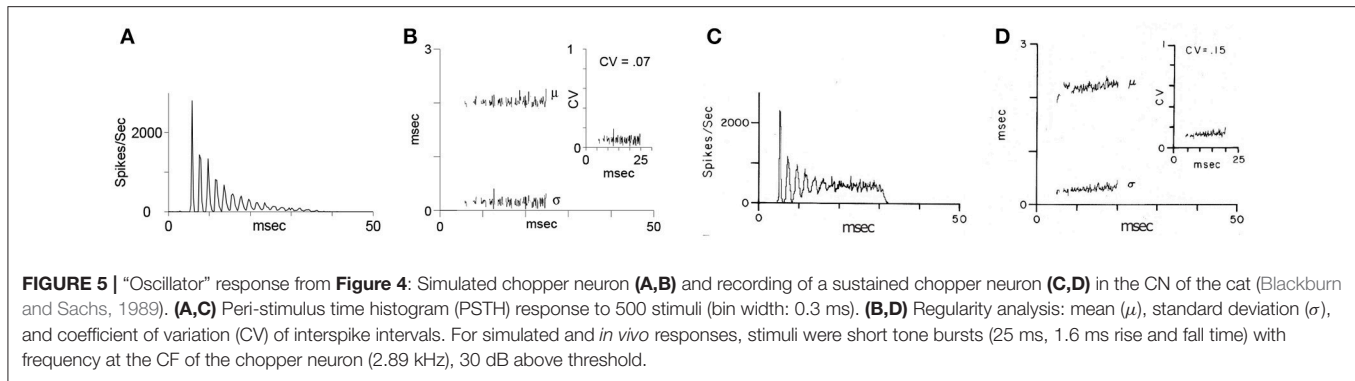 A
Spikes/Sec
2000
0
0
50
msec
B
3
msec
0
0
50
μ
σ
1
CV
0
CV = .07
0
25
msec
msec
C
Spikes/Sec
2000
0
0
50
msec
D
3
msec
0
0
50
μ
σ
1
CV
0
CV=.15
0
25
msec
msec
FIGURE 5 | “Oscillator” response from Figure 4: Simulated chopper neuron (A,B) and recording of a sustained chopper neuron (C,D) in the CN of the cat (Blackburn
and Sachs, 1989). (A,C) Peri-stimulus time histogram (PSTH) response to 500 stimuli (bin width: 0.3 ms). (B,D) Regularity analysis: mean (μ), standard deviation (σ),
and coefficient of variation (CV) of interspike intervals. For simulated and in vivo responses, stimuli were short tone bursts (25 ms, 1.6 ms rise and fall time) with
frequency at the CF of the chopper neuron (2.89 kHz), 30 dB above threshold.